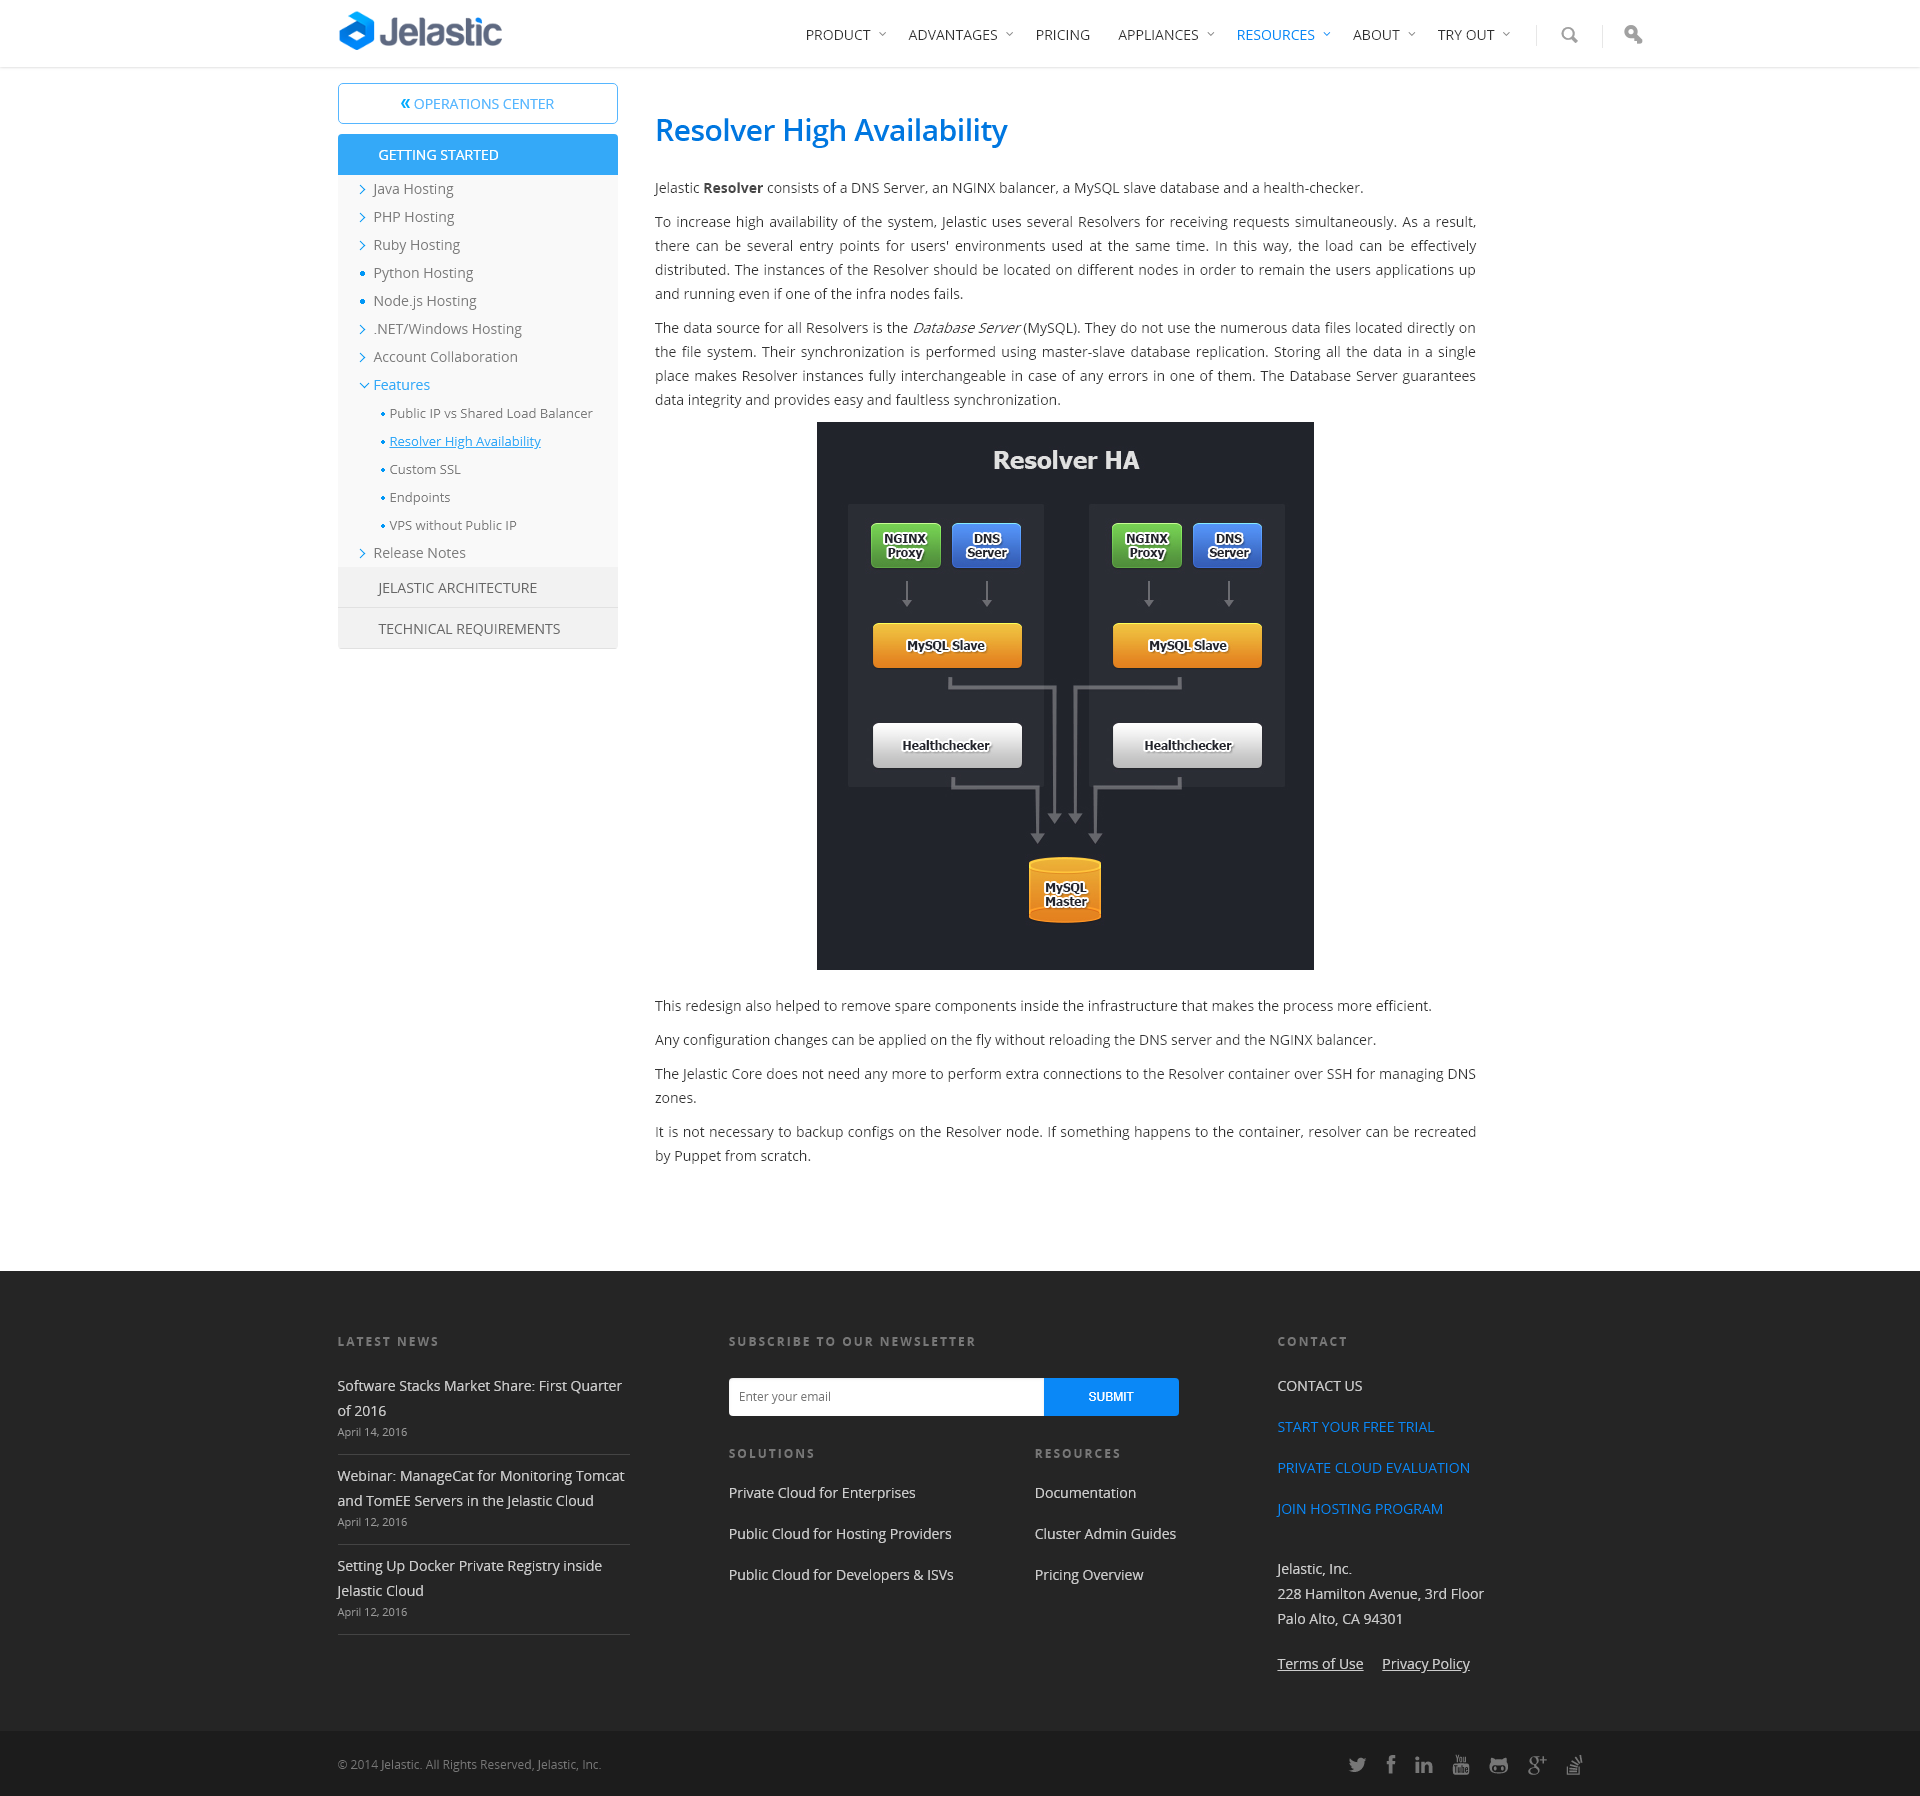 Jelastic
PRODUCT ADVANTAGES PRICING APPLIANCES RESOURCES ABOUT TRY OUT
« OPERATIONS CENTER
GETTING STARTED
Java Hosting
PHP Hosting
Ruby Hosting
Python Hosting
Node.js Hosting
.NET/Windows Hosting
Account Collaboration
Features
Public IP vs Shared Load Balancer
Resolver High Availability
Custom SSL
Endpoints
VPS without Public IP
Release Notes
JELASTIC ARCHITECTURE
TECHNICAL REQUIREMENTS
Resolver High Availability
Jelastic Resolver consists of a DNS Server, an NGINX balancer, a MySQL slave database and a health-checker.
To increase high availability of the system, Jelastic uses several Resolvers for receiving requests simultaneously. As a result,
there can be several entry points for users' environments used at the same time. In this way, the load can be effectively
distributed. The instances of the Resolver should be located on different nodes in order to remain the users applications up
and running even if one of the infra nodes fails.
The data source for all Resolvers is the Database Server (MySQL). They do not use the numerous data files located directly on
the file system. Their synchronization is performed using master-slave database replication. Storing all the data in a single
place makes Resolver instances fully interchangeable in case of any errors in one of them. The Database Server guarantees
data integrity and provides easy and faultless synchronization.
Resolver HA
NGINX
Proxy
DNS
Server
NGINX
Proxy
DNS
Server
MySQL Slave
MySQL Slave
Healthchecker
Healthchecker
MySQL
Master
This redesign also helped to remove spare components inside the infrastructure that makes the process more efficient.
Any configuration changes can be applied on the fly without reloading the DNS server and the NGINX balancer.
The Jelastic Core does not need any more to perform extra connections to the Resolver container over SSH for managing DNS
zones.
It is not necessary to backup configs on the Resolver node. If something happens to the container, resolver can be recreated
by Puppet from scratch.
LATEST NEWS
Software Stacks Market Share: First Quarter
of 2016
April 14, 2016
Webinar: ManageCat for Monitoring Tomcat
and TomEE Servers in the Jelastic Cloud
April 12, 2016
Setting Up Docker Private Registry inside
Jelastic Cloud
April 12, 2016
SUBSCRIBE TO OUR NEWSLETTER
Enter your email
SUBMIT
SOLUTIONS
Private Cloud for Enterprises
Public Cloud for Hosting Providers
Public Cloud for Developers & ISVs
RESOURCES
Documentation
Cluster Admin Guides
Pricing Overview
CONTACT
CONTACT US
START YOUR FREE TRIAL
PRIVATE CLOUD EVALUATION
JOIN HOSTING PROGRAM
Jelastic, Inc.
228 Hamilton Avenue, 3rd Floor
Palo Alto, CA 94301
Terms of Use Privacy Policy
© 2014 Jelastic. All Rights Reserved, Jelastic, Inc.